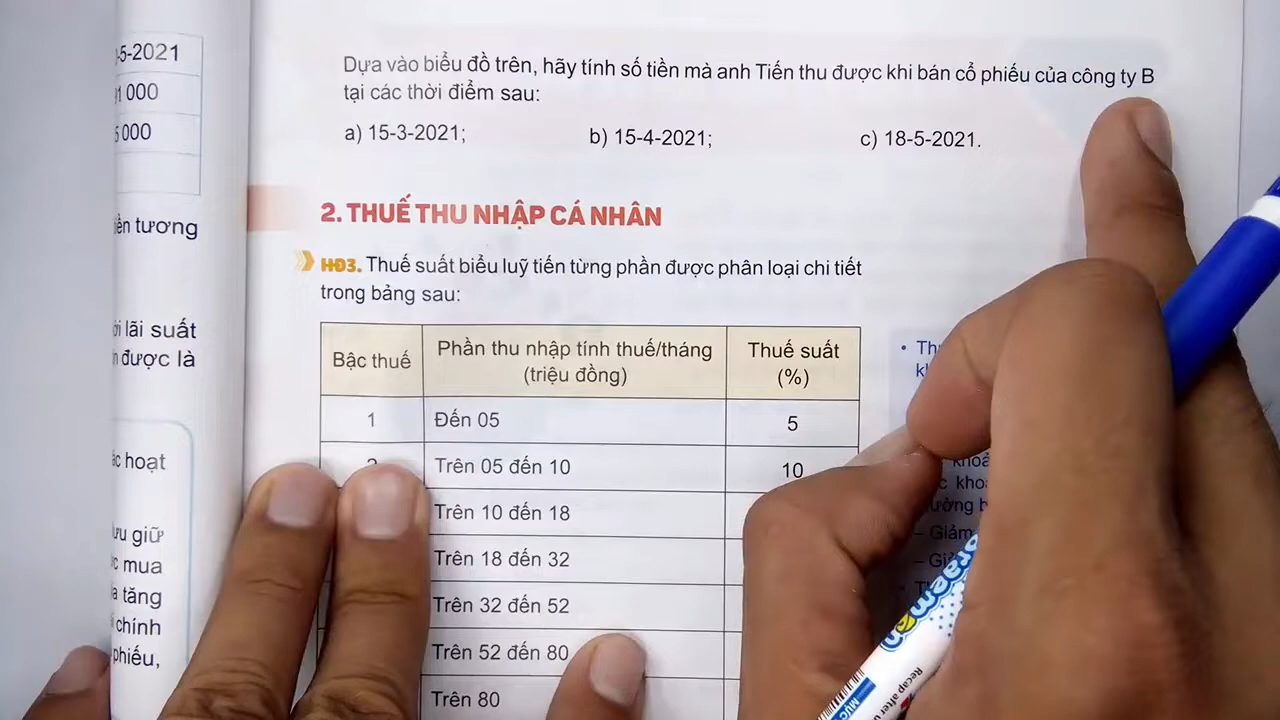 -5-2021
1 000
5 000
tương
lãi suất
được là
hoạt
giữ
mua
tăng
chính
phiếu,
Dựa vào biểu đồ trên, hãy tính số tiền mà anh Tiến thu được khi bán cổ phiếu của công ty B
tại các thời điểm sau:
a) 15-3-2021; b) 15-4-2021; c) 18-5-2021.
2. THUẾ THU NHẬP CÁ NHÂN
HĐ3. Thuế suất biểu luỹ tiến từng phần được phân loại chi tiết
trong bảng sau:
Bậc thuế Phần thu nhập tính thuế/tháng (triệu đồng) Thuế suất (%)
1 Đến 05 5
Trên 05 đến 10 10
Trên 10 đến 18
Trên 18 đến 32
Trên 32 đến 52
Trên 52 đến 80
Trên 80
– Giảm
Recap after